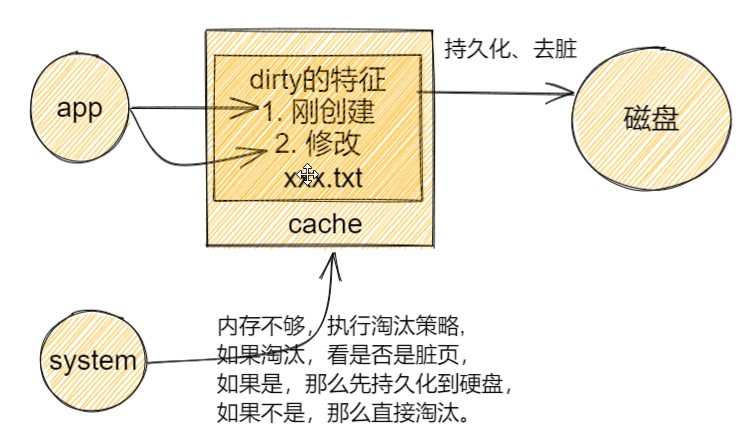 持久化、去脏
app
dirty的特征
1. 刚创建
2. 修改
xxx.txt
cache
磁盘
system
内存不够，执行淘汰策略,
如果淘汰，看是否是脏页，
如果是，那么先持久化到硬盘，
如果不是，那么直接淘汰。